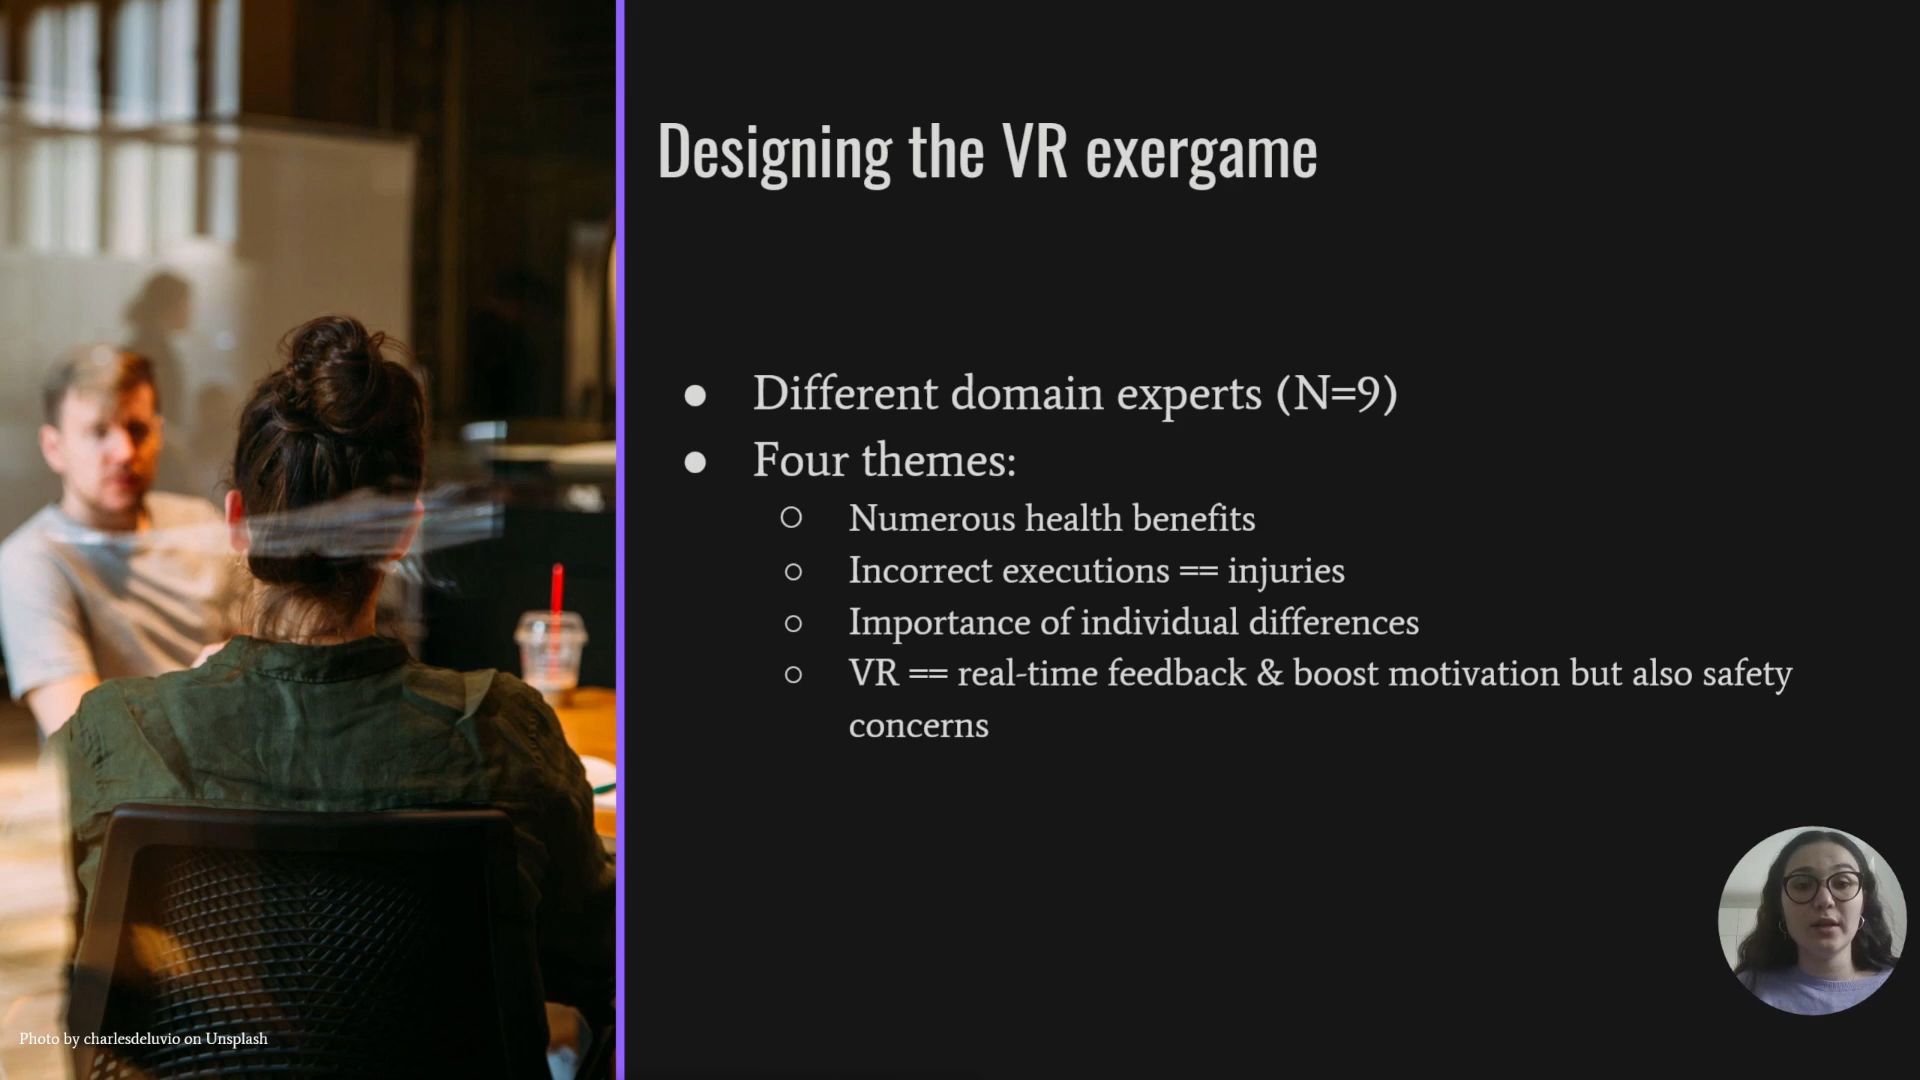 Designing the VR exergame
● Different domain experts (N=9)
● Four themes:
○ Numerous health benefits
○ Incorrect executions == injuries
○ Importance of individual differences
○ VR == real-time feedback & boost motivation but also safety
concerns
Photo by charlesdeluvio on Unsplash